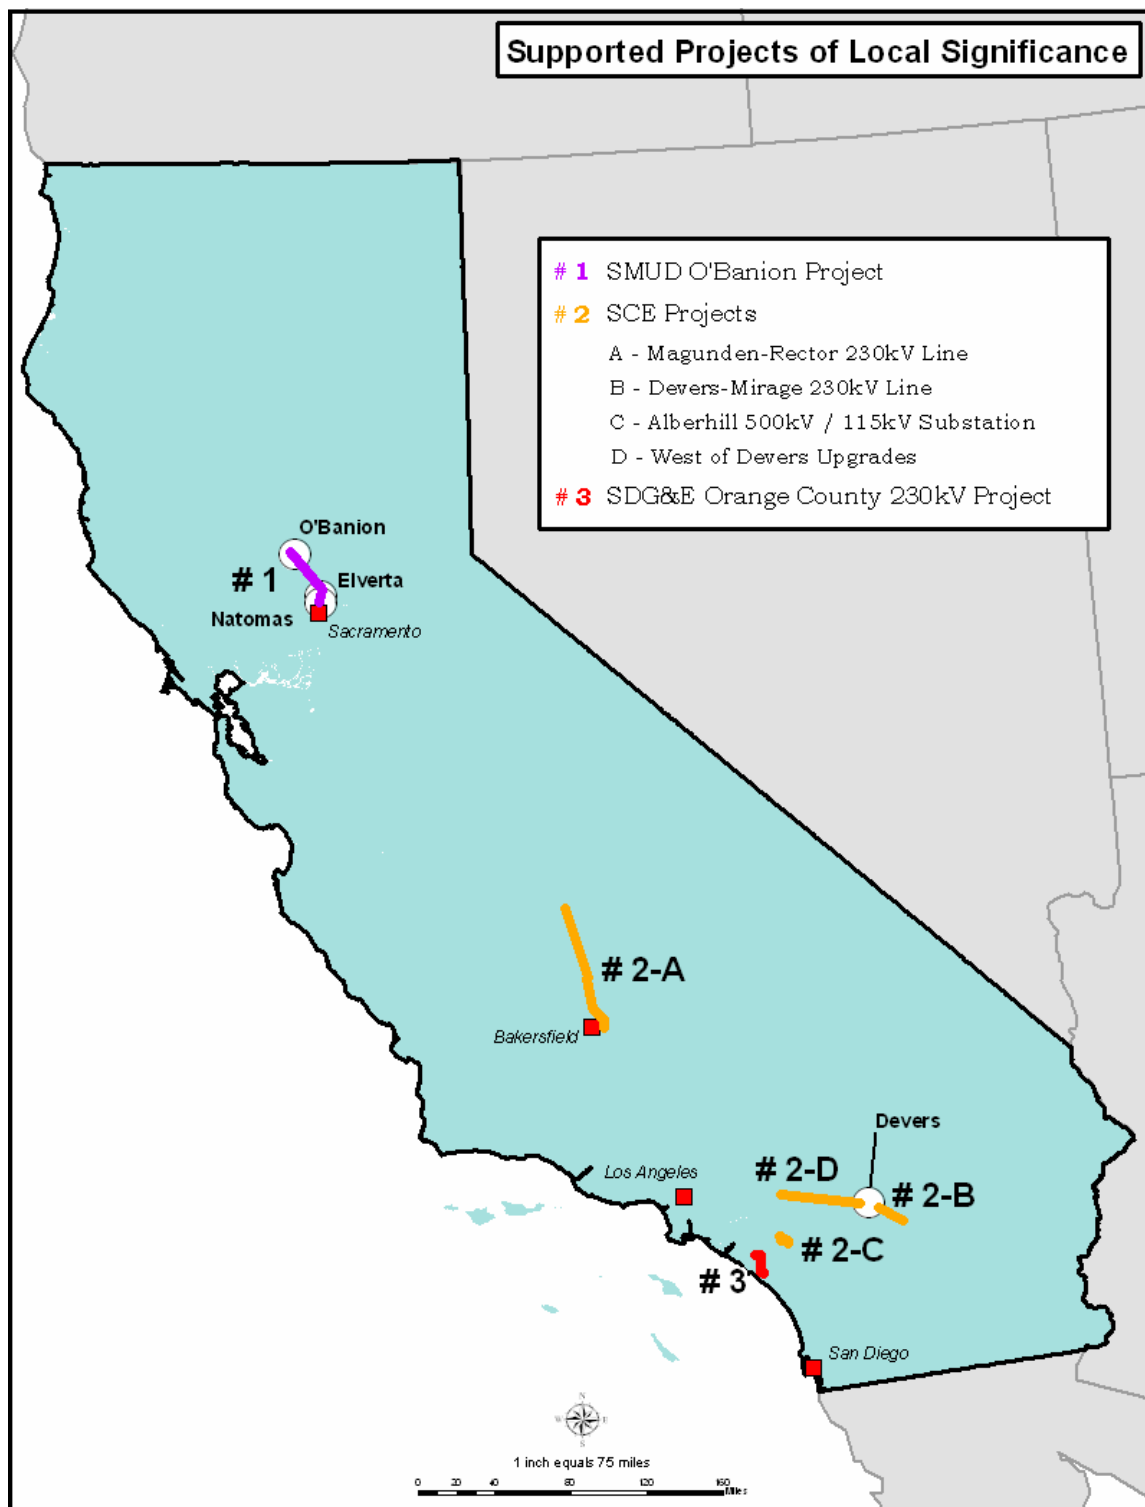 Supported Projects of Local Significance
# 1 SMUD O'Banion Project
# 2 SCE Projects
A - Magunden-Rector 230kV Line
B - Devers-Mirage 230kV Line
C - Alberhill 500kV / 115kV Substation
D - West of Devers Upgrades
# 3 SDG&E Orange County 230kV Project
O'Banion
# 1
Elverta
Natomas
Sacramento
# 2-A
Bakersfield
Devers
Los Angeles
# 2-D
# 2-B
# 2-C
# 3
San Diego
N
W E
S
1 inch equals 75 miles
0 20 40 80 120 160
Miles